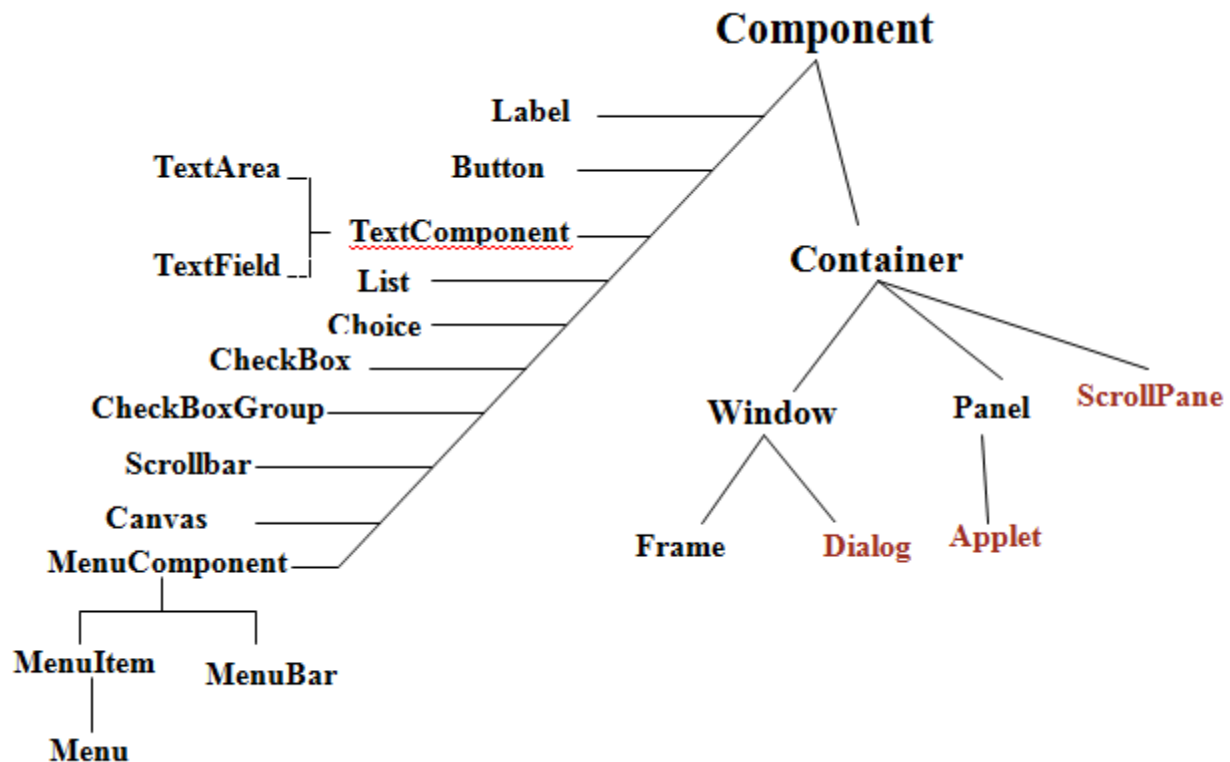 Component
Label
Button
TextArea
TextComponent
TextField
List
Choice
CheckBox
CheckBoxGroup
Scrollbar
Canvas
MenuComponent
MenuItem
MenuBar
Menu
Container
Window
Panel
ScrollPane
Frame
Dialog
Applet